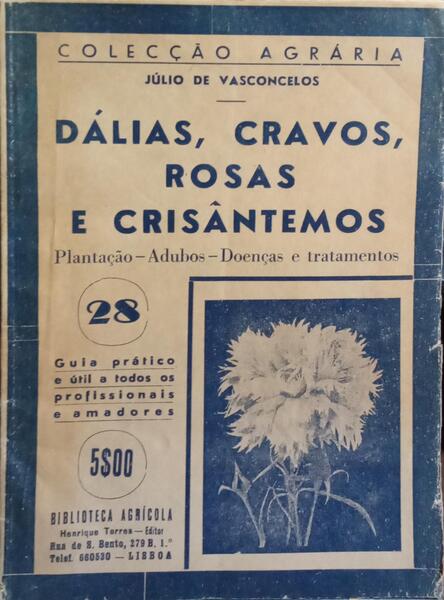 COLECÇÃO AGRÁRIA
JÚLIO DE VASCONCELOS
DÁLIAS, CRAVOS,
ROSAS
E CRISÂNTEMOS
Plantação — Adubos — Doenças e tratamentos
28
Guia prático
e útil a todos os
profissionais
e amadores
5$00
BIBLIOTECA AGRÍCOLA
Henrique Torres — Editor
Rua de S. Bento, 279 B. 1.º
Telef. 660530 — LISBOA